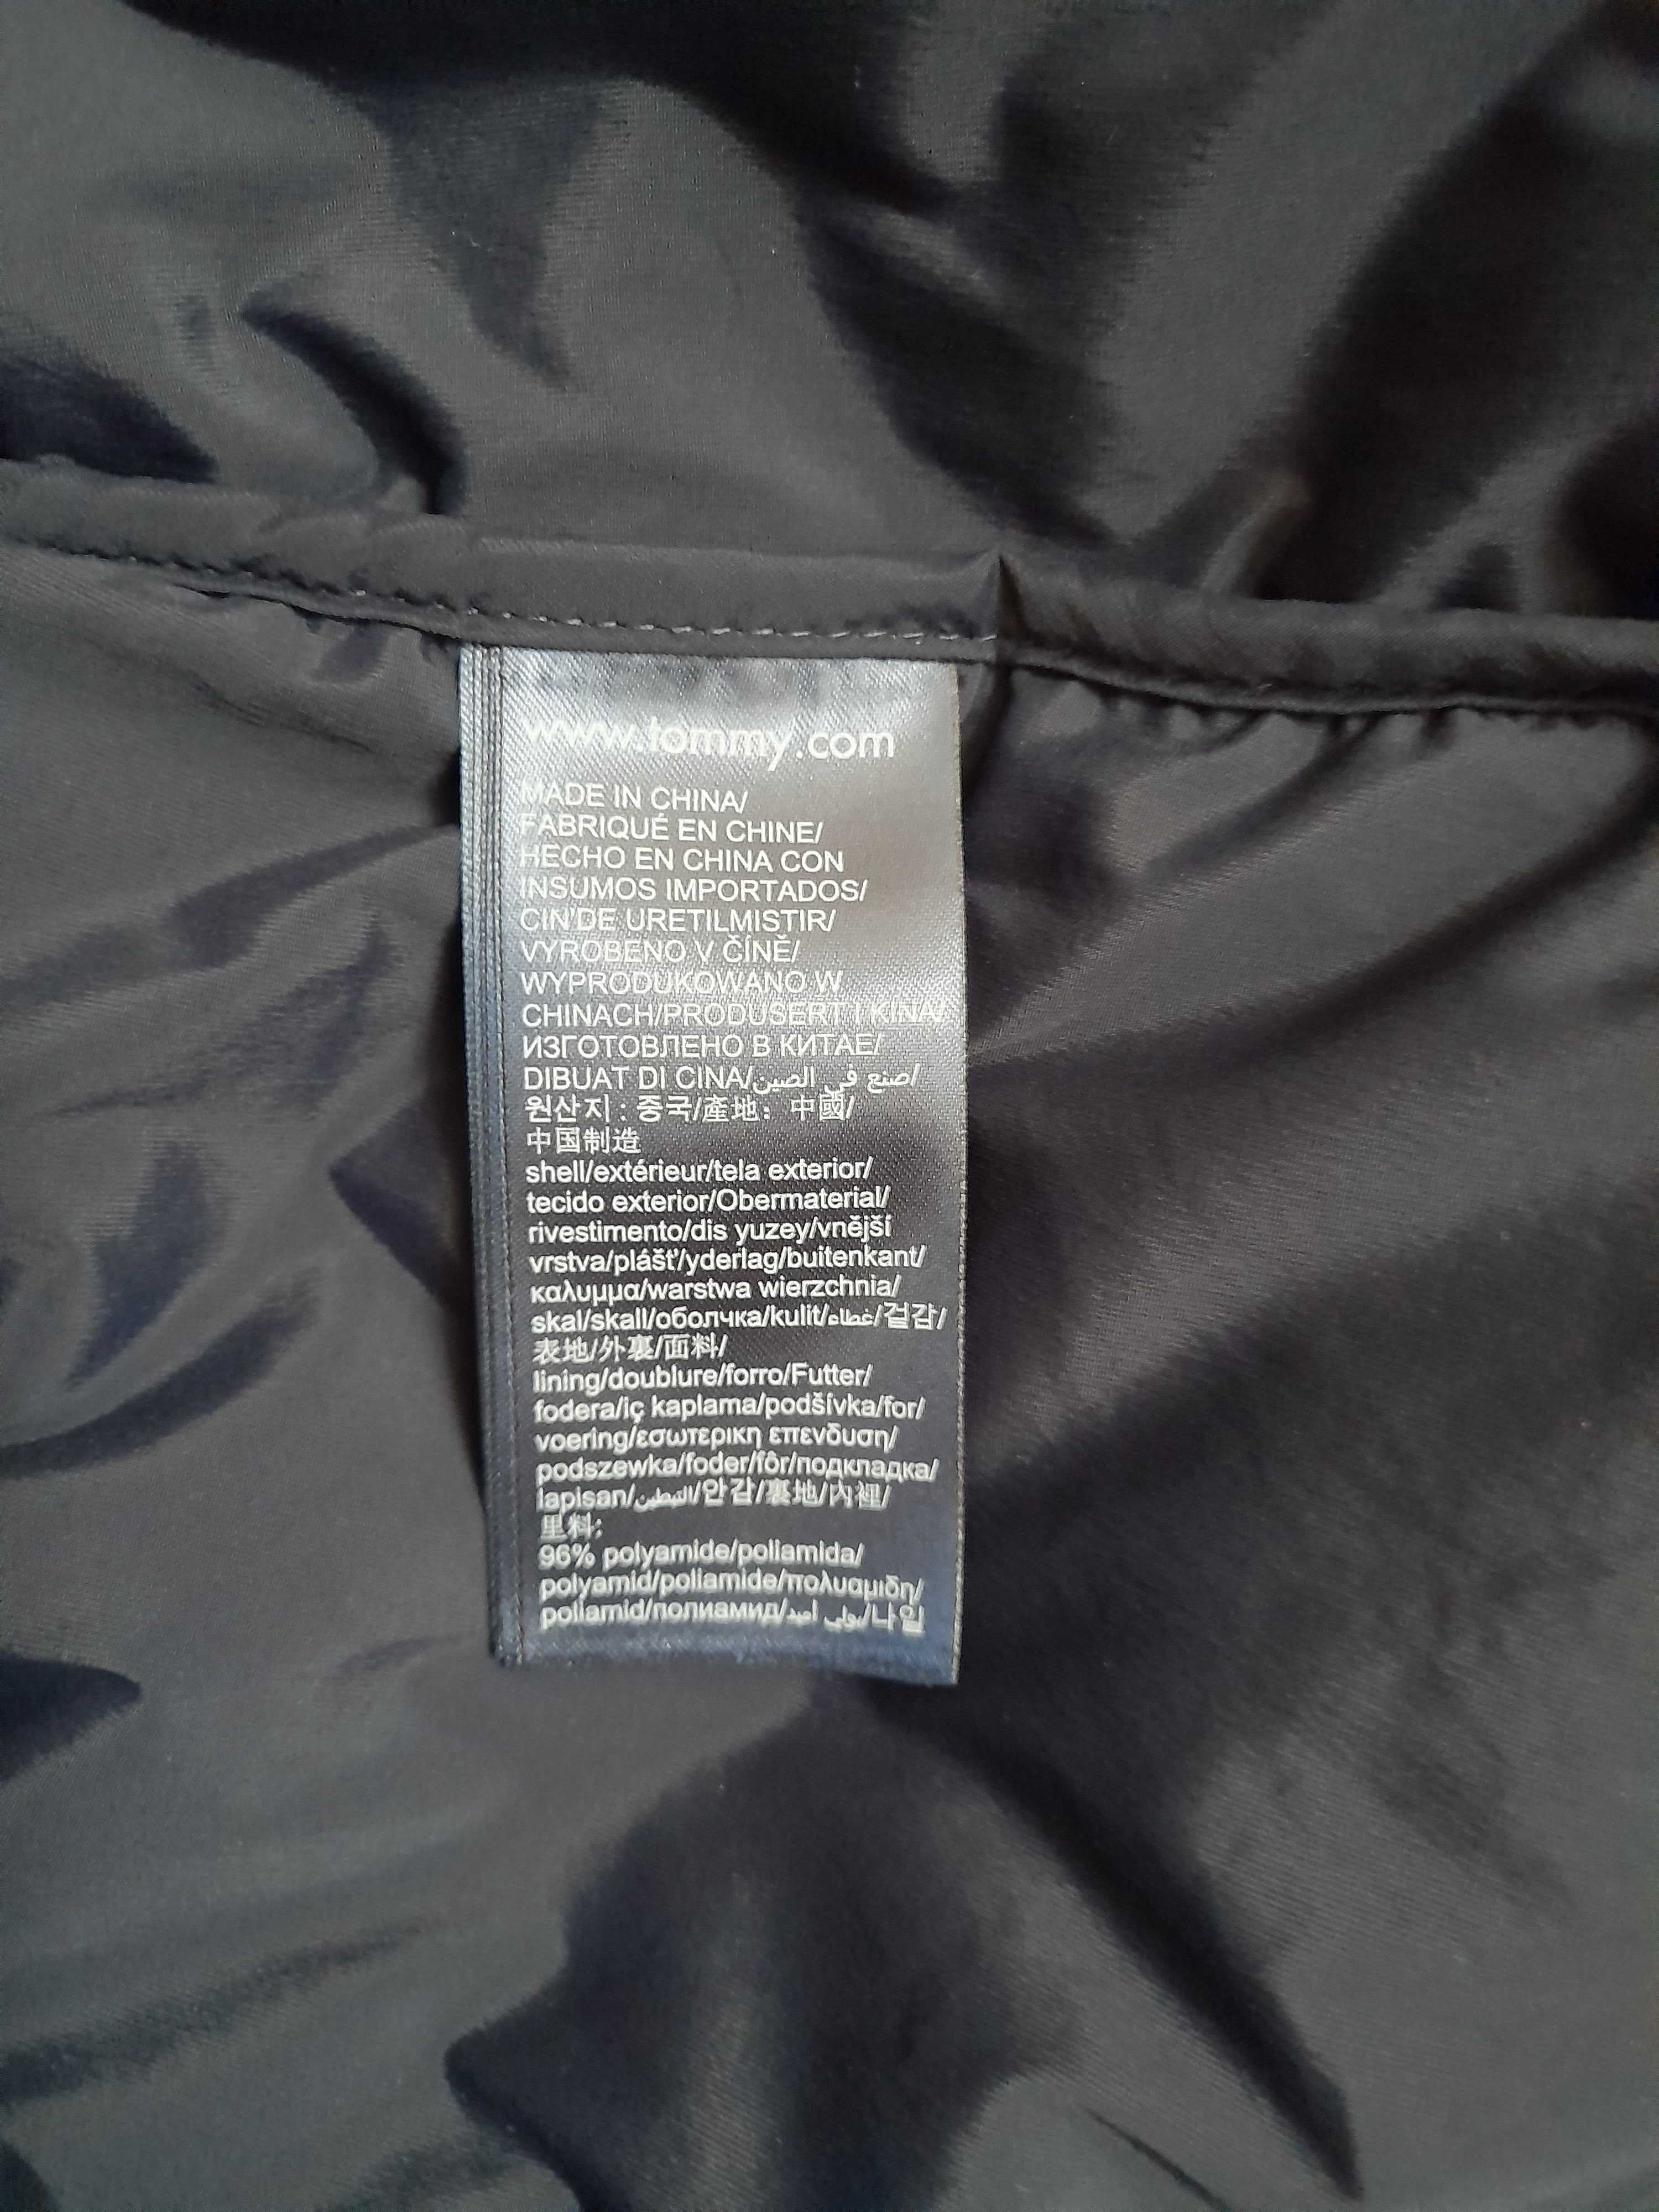 www.tommy.com
MADE IN CHINA/
FABRIQUÉ EN CHINE/
HECHO EN CHINA CON
INSUMOS IMPORTADOS/
CIN'DE URETILMISTIR/
VYROBENO V ČÍNĚ/
WYPRODUKOWANO W
CHINACH/PRODUSERT I KINA/
ИЗГОТОВЛЕНО В КИТАЕ/
DIBUAT DI CINA/صنع في الصين/
원산지 : 중국/產地: 中國/
中国制造
shell/extérieur/tela exterior/
tecido exterior/Obermaterial/
rivestimento/dis yuzey/vnější
vrstva/plášť/yderlag/buitenkant/
καλυμμα/warstwa wierzchnia/
skal/skall/оболчка/kulit/غطاء/겉감/
表地/外裏/面料/
lining/doublure/forro/Futter/
fodera/iç kaplama/podšívka/for/
voering/εσωτερικη επενδυση/
podszewka/foder/fôr/подкладка/
lapisan/التبطين/안감/裏地/內裡/
里料:
96% polyamide/poliamida/
polyamid/poliamide/πολυαμιδη/
poliamid/полиамид/بولي أميد/나일